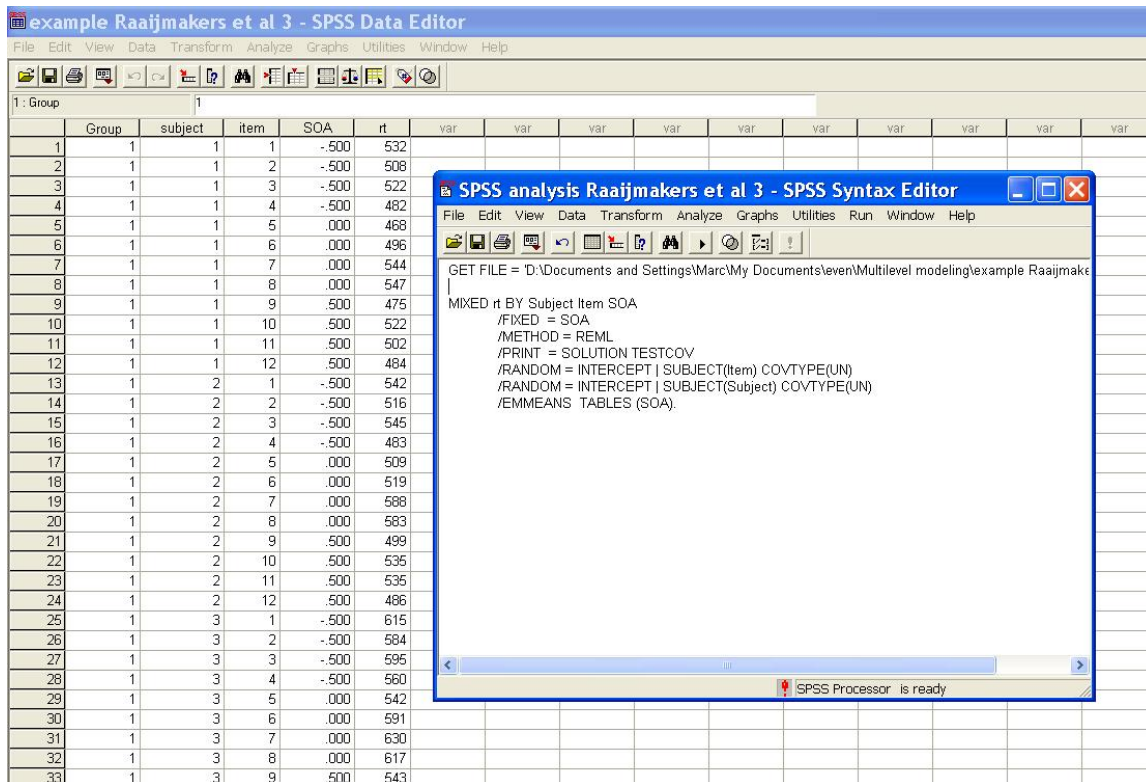 example Raaijmakers et al 3 - SPSS Data Editor
File Edit View Data Transform Analyze Graphs Utilities Window Help
1 : Group 1
Group subject item SOA rt var var var var var var var var var var
1 1 1 1 -.500 532
2 1 1 2 -.500 508
3 1 1 3 -.500 522
4 1 1 4 -.500 482
5 1 1 5 .000 468
6 1 1 6 .000 496
7 1 1 7 .000 544
8 1 1 8 .000 547
9 1 1 9 .500 475
10 1 1 10 .500 522
11 1 1 11 .500 502
12 1 1 12 .500 484
13 1 2 1 -.500 542
14 1 2 2 -.500 516
15 1 2 3 -.500 545
16 1 2 4 -.500 483
17 1 2 5 .000 509
18 1 2 6 .000 519
19 1 2 7 .000 588
20 1 2 8 .000 583
21 1 2 9 .500 499
22 1 2 10 .500 535
23 1 2 11 .500 535
24 1 2 12 .500 486
25 1 3 1 -.500 615
26 1 3 2 -.500 584
27 1 3 3 -.500 595
28 1 3 4 -.500 560
29 1 3 5 .000 542
30 1 3 6 .000 591
31 1 3 7 .000 630
32 1 3 8 .000 617
33 1 3 9 .500 543
SPSS analysis Raaijmakers et al 3 - SPSS Syntax Editor
File Edit View Data Transform Analyze Graphs Utilities Run Window Help
GET FILE = 'D:\Documents and Settings\Marc\My Documents\even\Multilevel modeling\example Raaijmake
MIXED rt BY Subject Item SOA
/FIXED = SOA
/METHOD = REML
/PRINT = SOLUTION TESTCOV
/RANDOM = INTERCEPT | SUBJECT(Item) COVTYPE(UN)
/RANDOM = INTERCEPT | SUBJECT(Subject) COVTYPE(UN)
/EMMEANS TABLES (SOA).
SPSS Processor is ready